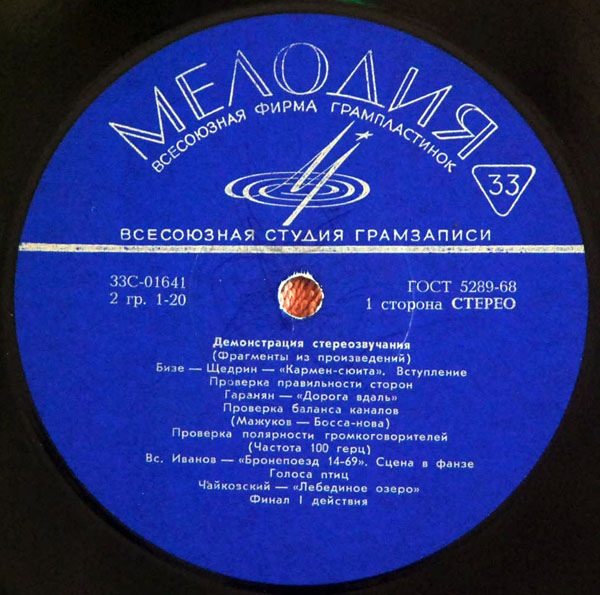 МЕЛОДИЯ
ВСЕСОЮЗНАЯ ФИРМА ГРАМПЛАСТИНОК
33
ВСЕСОЮЗНАЯ СТУДИЯ ГРАМЗАПИСИ
33С-01641
2 гр. 1-20
ГОСТ 5289-68
1 сторона СТЕРЕО
Демонстрация стереозвучания
(Фрагменты из произведений)
Бизе — Щедрин — «Кармен-сюита». Вступление
Проверка правильности сторон
Гаранян — «Дорога вдаль»
Проверка баланса каналов
(Мажуков — Босса-нова)
Проверка полярности громкоговорителей
(Частота 100 герц)
Вс. Иванов — «Бронепоезд 14-69». Сцена в фанзе
Голоса птиц
Чайковский — «Лебединое озеро»
Финал I действия